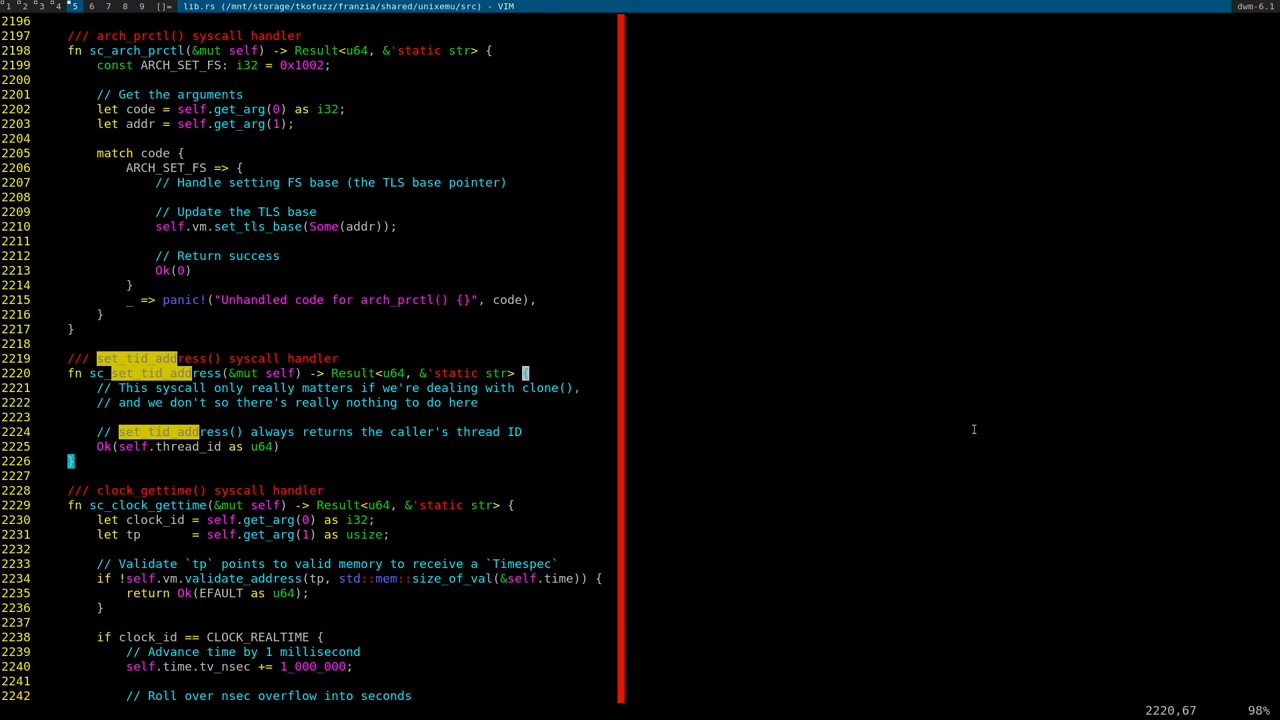 1 2 3 4 5 6 7 8 9 []= lib.rs (/mnt/storage/tkofuzz/franzia/shared/unixemu/src) - VIM dwm-6.1
2196
2197     /// arch_prctl() syscall handler
2198     fn sc_arch_prctl(&mut self) -> Result<u64, &'static str> {
2199         const ARCH_SET_FS: i32 = 0x1002;
2200
2201         // Get the arguments
2202         let code = self.get_arg(0) as i32;
2203         let addr = self.get_arg(1);
2204
2205         match code {
2206             ARCH_SET_FS => {
2207                 // Handle setting FS base (the TLS base pointer)
2208
2209                 // Update the TLS base
2210                 self.vm.set_tls_base(Some(addr));
2211
2212                 // Return success
2213                 Ok(0)
2214             }
2215             _ => panic!("Unhandled code for arch_prctl() {}", code),
2216         }
2217     }
2218
2219     /// set_tid_address() syscall handler
2220     fn sc_set_tid_address(&mut self) -> Result<u64, &'static str> {
2221         // This syscall only really matters if we're dealing with clone(),
2222         // and we don't so there's really nothing to do here
2223
2224         // set_tid_address() always returns the caller's thread ID
2225         Ok(self.thread_id as u64)
2226     }
2227
2228     /// clock_gettime() syscall handler
2229     fn sc_clock_gettime(&mut self) -> Result<u64, &'static str> {
2230         let clock_id = self.get_arg(0) as i32;
2231         let tp       = self.get_arg(1) as usize;
2232
2233         // Validate `tp` points to valid memory to receive a `Timespec`
2234         if !self.vm.validate_address(tp, std::mem::size_of_val(&self.time)) {
2235             return Ok(EFAULT as u64);
2236         }
2237
2238         if clock_id == CLOCK_REALTIME {
2239             // Advance time by 1 millisecond
2240             self.time.tv_nsec += 1_000_000;
2241
2242             // Roll over nsec overflow into seconds
2220,67 98%